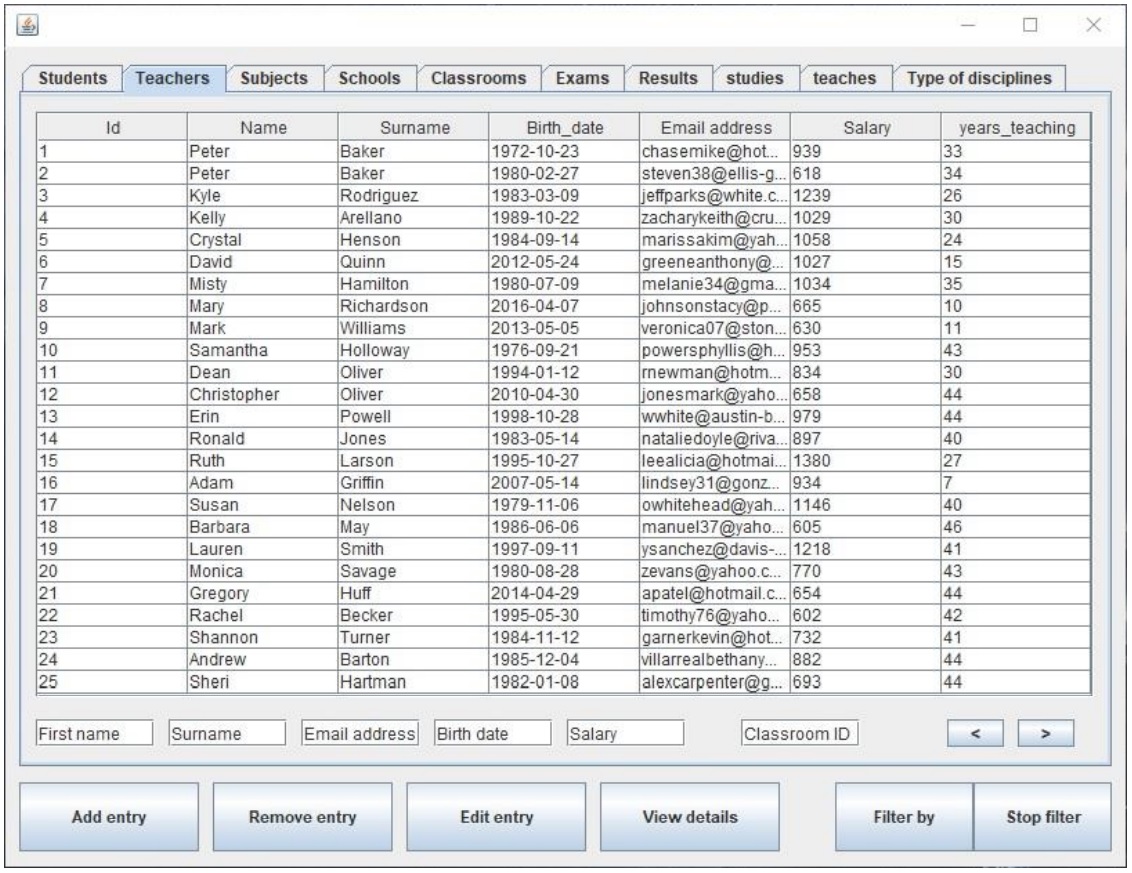 Students Teachers Subjects Schools Classrooms Exams Results studies teaches Type of disciplines
Id Name Surname Birth_date Email address Salary years_teaching
1 Peter Baker 1972-10-23 chasemike@hot... 939 33
2 Peter Baker 1980-02-27 steven38@ellis-g... 618 34
3 Kyle Rodriguez 1983-03-09 jeffparks@white.c... 1239 26
4 Kelly Arellano 1989-10-22 zacharykeith@cru... 1029 30
5 Crystal Henson 1984-09-14 marissakim@yah... 1058 24
6 David Quinn 2012-05-24 greeneanthony@... 1027 15
7 Misty Hamilton 1980-07-09 melanie34@gma... 1034 35
8 Mary Richardson 2016-04-07 johnsonstacy@p... 665 10
9 Mark Williams 2013-05-05 veronica07@ston... 630 11
10 Samantha Holloway 1976-09-21 powersphyllis@h... 953 43
11 Dean Oliver 1994-01-12 rnewman@hotm... 834 30
12 Christopher Oliver 2010-04-30 jonesmark@yaho... 658 44
13 Erin Powell 1998-10-28 wwhite@austin-b... 979 44
14 Ronald Jones 1983-05-14 nataliedoyle@riva... 897 40
15 Ruth Larson 1995-10-27 leealicia@hotmai... 1380 27
16 Adam Griffin 2007-05-14 lindsey31@gonz... 934 7
17 Susan Nelson 1979-11-06 owhitehead@yah... 1146 40
18 Barbara May 1986-06-06 manuel37@yaho... 605 46
19 Lauren Smith 1997-09-11 ysanchez@davis-... 1218 41
20 Monica Savage 1980-08-28 zevans@yahoo.c... 770 43
21 Gregory Huff 2014-04-29 apatel@hotmail.c... 654 44
22 Rachel Becker 1995-05-30 timothy76@yaho... 602 42
23 Shannon Turner 1984-11-12 garnerkevin@hot... 732 41
24 Andrew Barton 1985-12-04 villarrealbethany... 882 44
25 Sheri Hartman 1982-01-08 alexcarpenter@g... 693 44
First name Surname Email address Birth date Salary Classroom ID < >
Add entry Remove entry Edit entry View details Filter by Stop filter